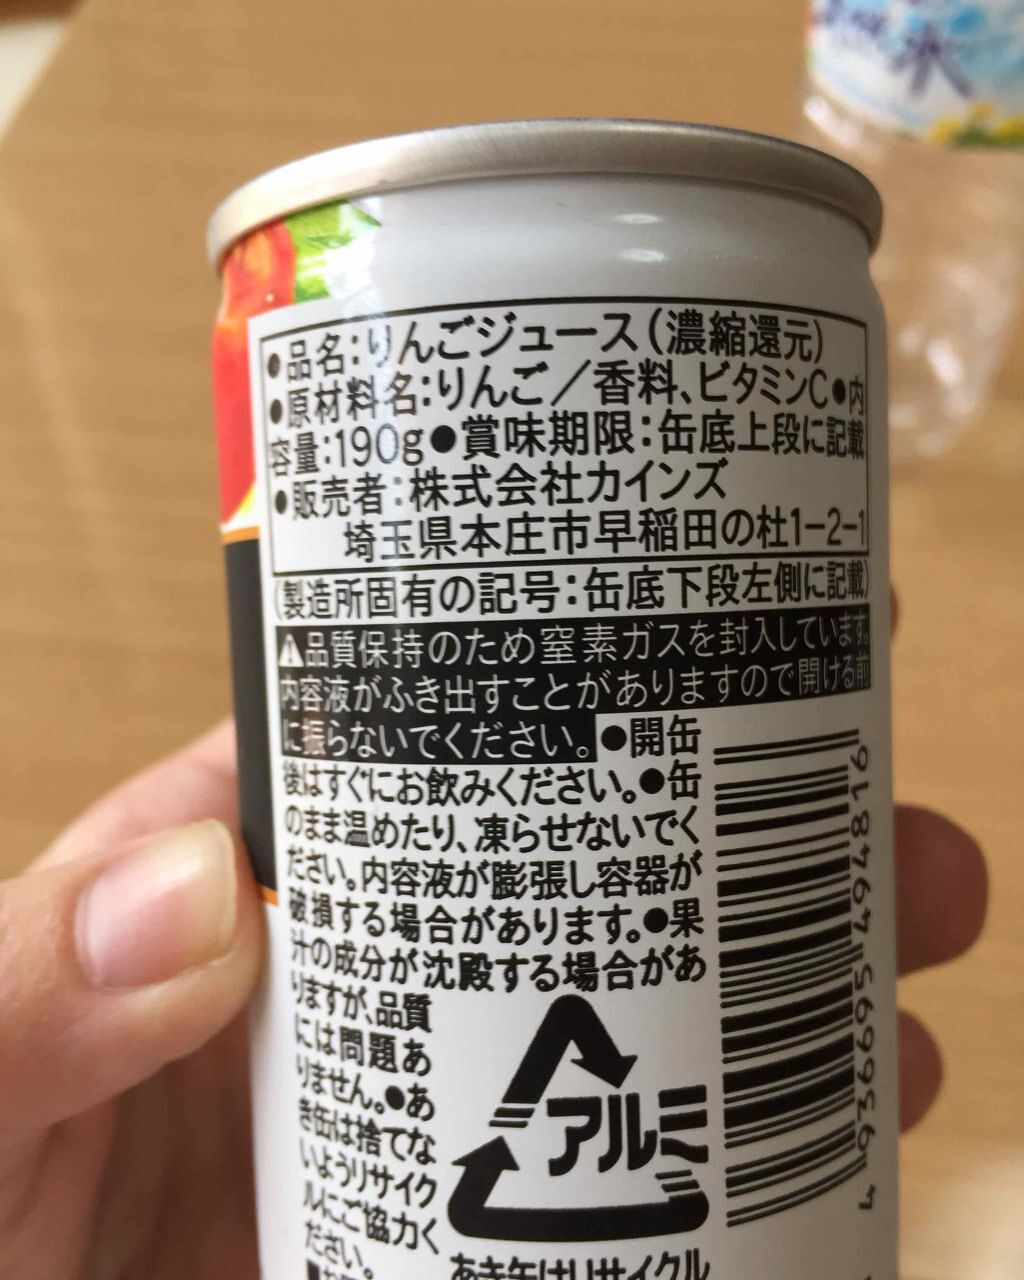 ●品名:りんごジュース(濃縮還元)
●原材料名:りんご/香料、ビタミンC●内
容量:190g●賞味期限:缶底上段に記載
●販売者:株式会社カインズ
埼玉県本庄市早稲田の杜1-2-1
(製造所固有の記号:缶底下段左側に記載)
⚠品質保持のため窒素ガスを封入しています。
内容液がふき出すことがありますので開ける前
に振らないでください。●開缶
後はすぐにお飲みください。●缶
のまま温めたり、凍らせないでく
ださい。内容液が膨張し容器が
破損する場合があります。●果
汁の成分が沈殿する場合があ
りますが、品質
には問題あ
りません。●あ
き缶は捨てな
いようリサイク
ルにご協力く
ださい。
アルミ
あき缶はリサイクル
4 936695 494816
水